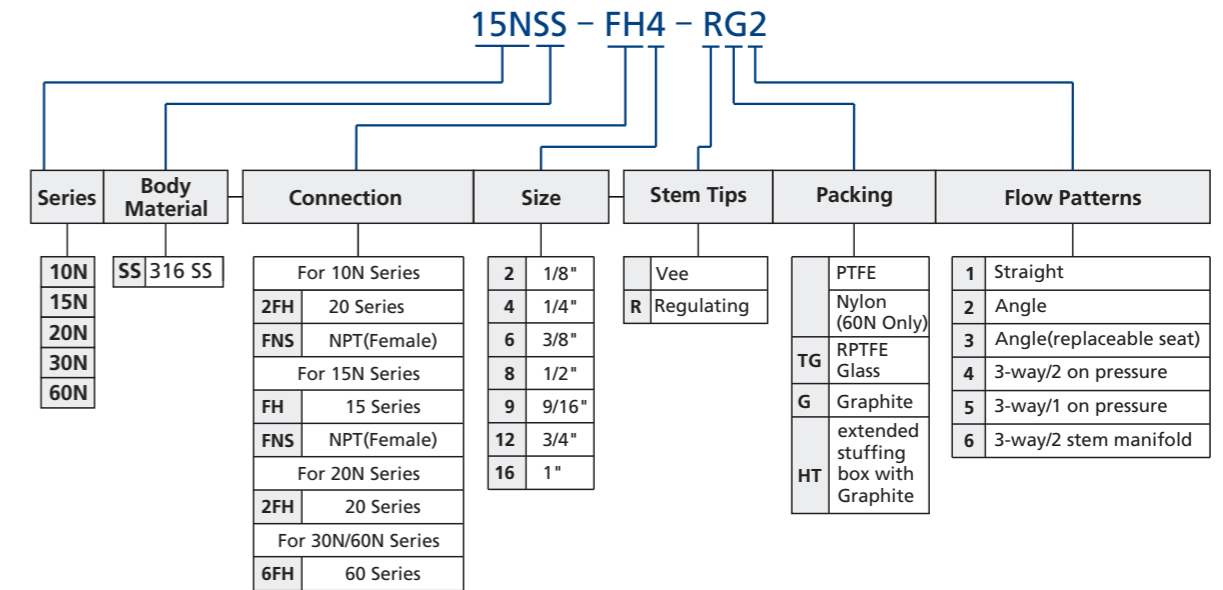 15NSS – FH4 – RG2
Series
Body
Material
Connection
Size
Stem Tips
Packing
Flow Patterns
10N
15N
20N
30N
60N
SS 316 SS
For 10N Series
2FH 20 Series
FNS NPT(Female)
For 15N Series
FH 15 Series
FNS NPT(Female)
For 20N Series
2FH 20 Series
For 30N/60N Series
6FH 60 Series
2 1/8"
4 1/4"
6 3/8"
8 1/2"
9 9/16"
12 3/4"
16 1"
Vee
R Regulating
PTFE
Nylon
(60N Only)
TG RPTFE
Glass
G Graphite
HT extended
stuffing
box with
Graphite
1 Straight
2 Angle
3 Angle(replaceable seat)
4 3-way/2 on pressure
5 3-way/1 on pressure
6 3-way/2 stem manifold